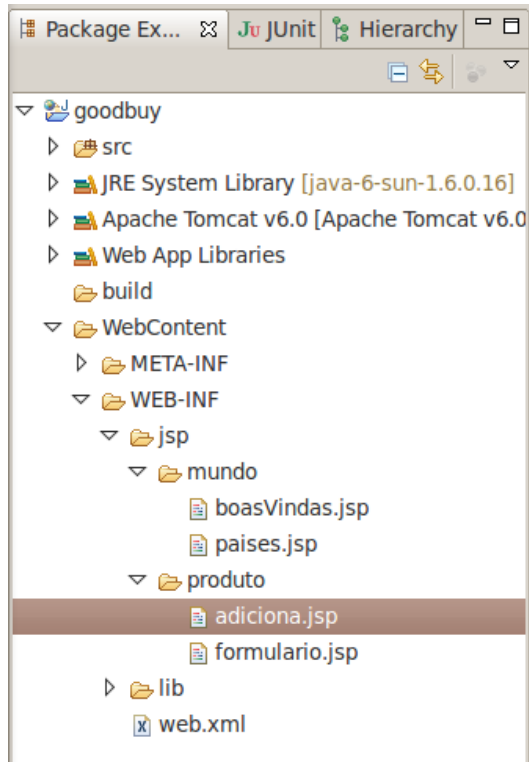 Package Ex... Ju JUnit Hierarchy
goodbuy
src
JRE System Library [java-6-sun-1.6.0.16]
Apache Tomcat v6.0 [Apache Tomcat v6.0
Web App Libraries
build
WebContent
META-INF
WEB-INF
jsp
mundo
boasVindas.jsp
paises.jsp
produto
adiciona.jsp
formulario.jsp
lib
x web.xml